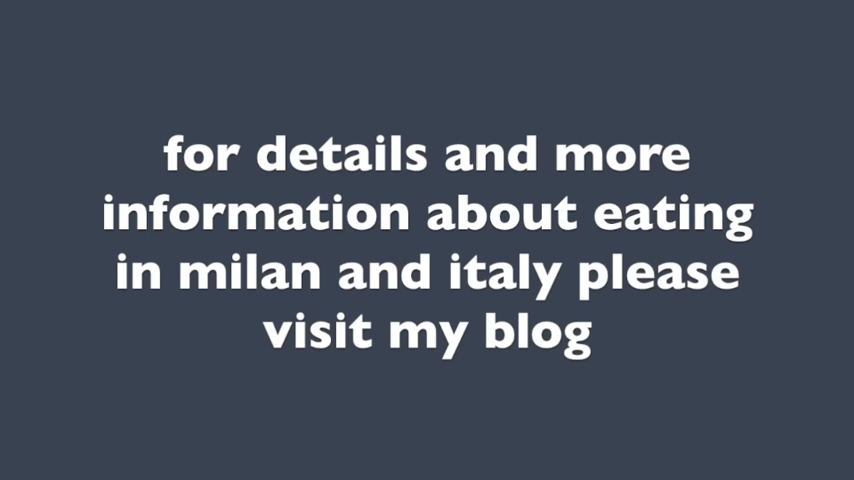 for details and more
information about eating
in milan and italy please
visit my blog